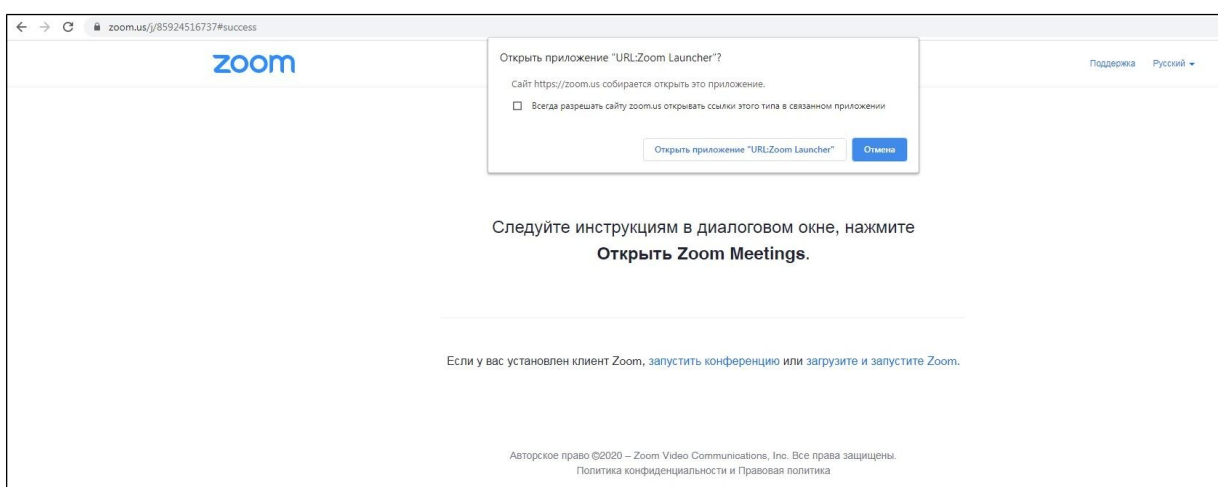 zoom.us/j/85924516737#success
zoom
Открыть приложение "URL:Zoom Launcher"?
Сайт https://zoom.us собирается открыть это приложение.
Всегда разрешать сайту zoom.us открывать ссылки этого типа в связанном приложении
Открыть приложение "URL:Zoom Launcher" Отмена
Поддержка Русский
Следуйте инструкциям в диалоговом окне, нажмите
Открыть Zoom Meetings.
Если у вас установлен клиент Zoom, запустить конференцию или загрузите и запустите Zoom.
Авторское право ©2020 – Zoom Video Communications, Inc. Все права защищены.
Политика конфиденциальности и Правовая политика